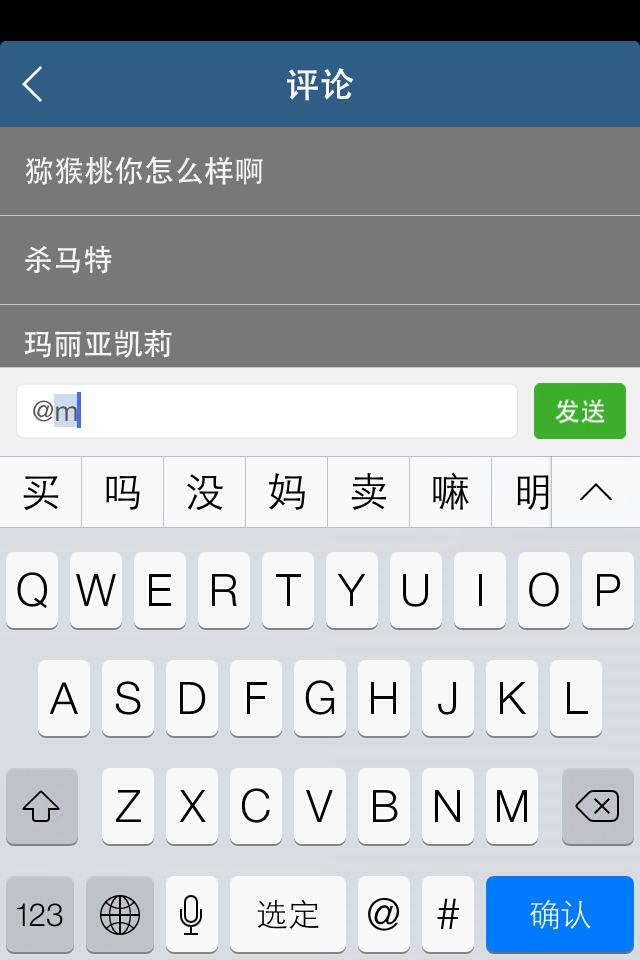 评论
猕猴桃你怎么样啊
杀马特
玛丽亚凯莉
@m
发送
买 吗 没 妈 卖 嘛 明
Q W E R T Y U I O P
A S D F G H J K L
Z X C V B N M
123 选定 @ # 确认